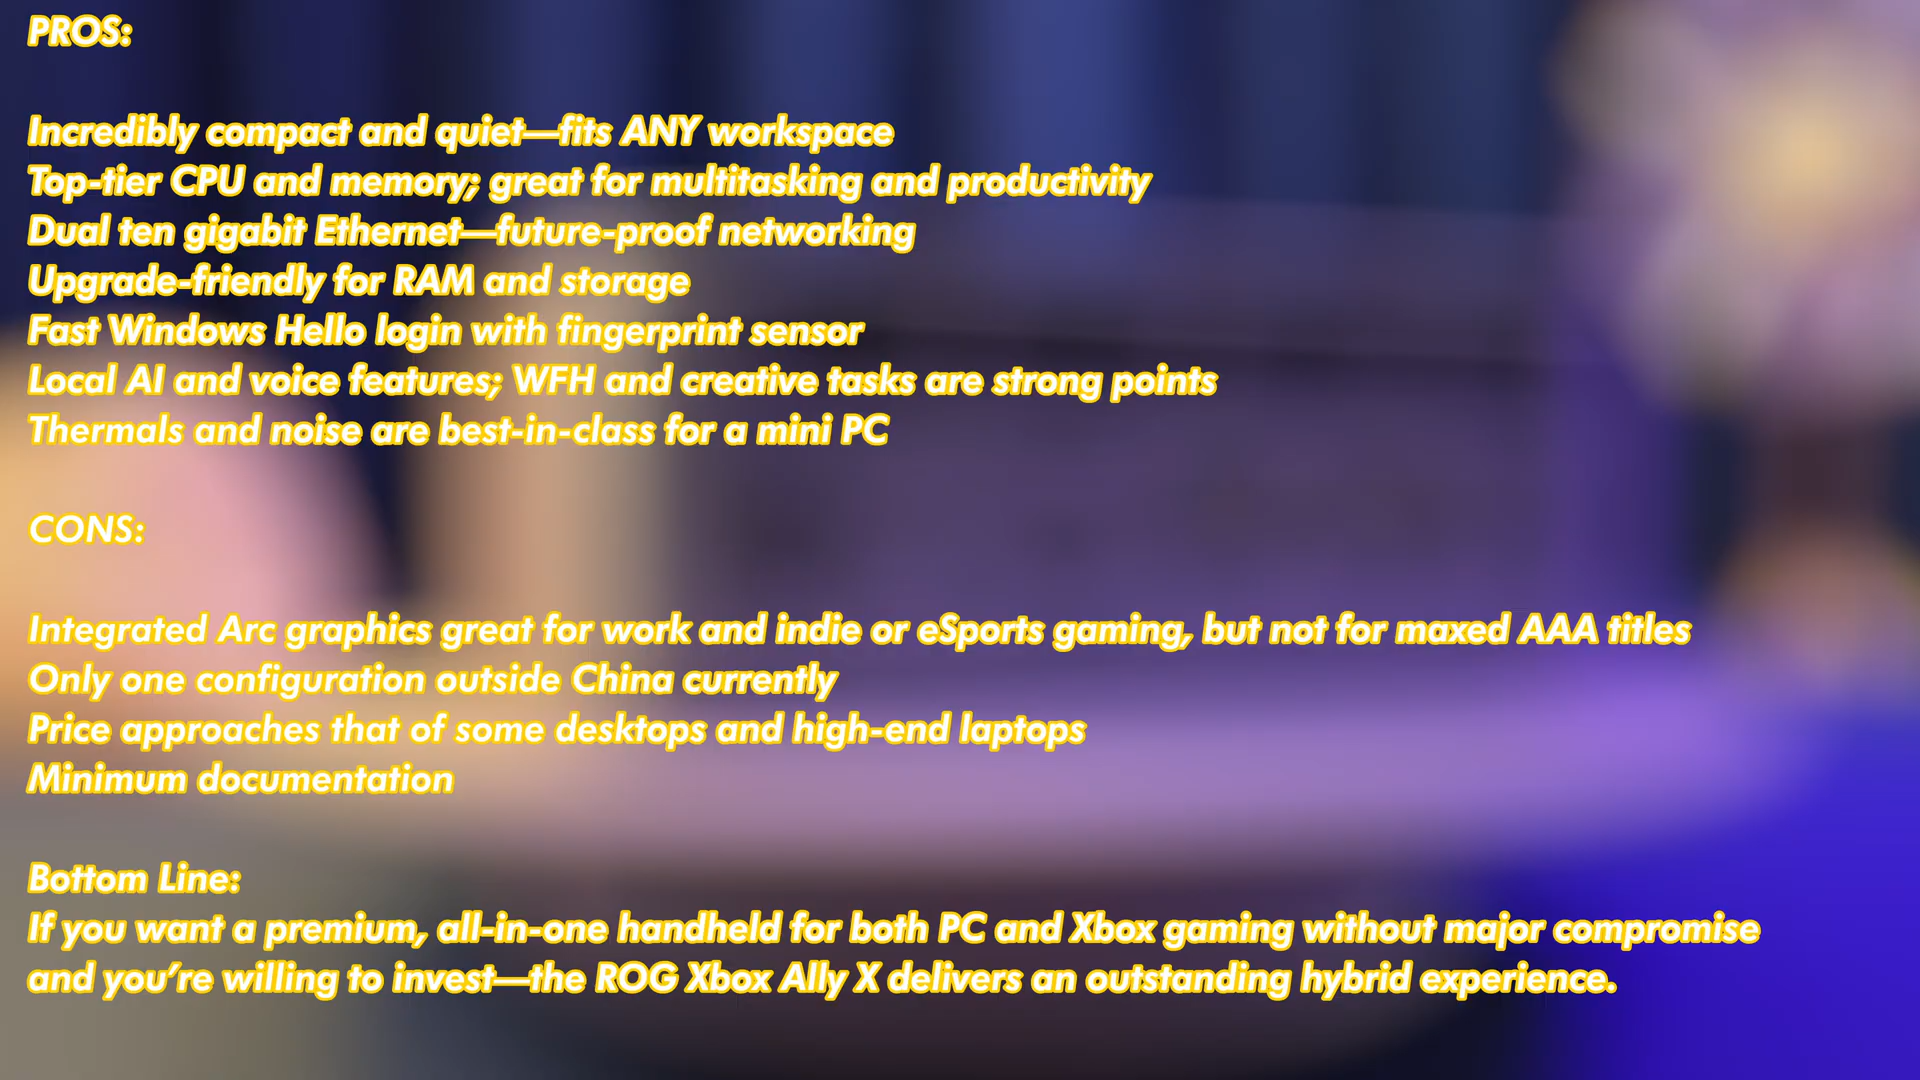 PROS:
Incredibly compact and quiet—fits ANY workspace
Top-tier CPU and memory; great for multitasking and productivity
Dual ten gigabit Ethernet—future-proof networking
Upgrade-friendly for RAM and storage
Fast Windows Hello login with fingerprint sensor
Local AI and voice features; WFH and creative tasks are strong points
Thermals and noise are best-in-class for a mini PC
CONS:
Integrated Arc graphics great for work and indie or eSports gaming, but not for maxed AAA titles
Only one configuration outside China currently
Price approaches that of some desktops and high-end laptops
Minimum documentation
Bottom Line:
If you want a premium, all-in-one handheld for both PC and Xbox gaming without major compromise
and you’re willing to invest—the ROG Xbox Ally X delivers an outstanding hybrid experience.